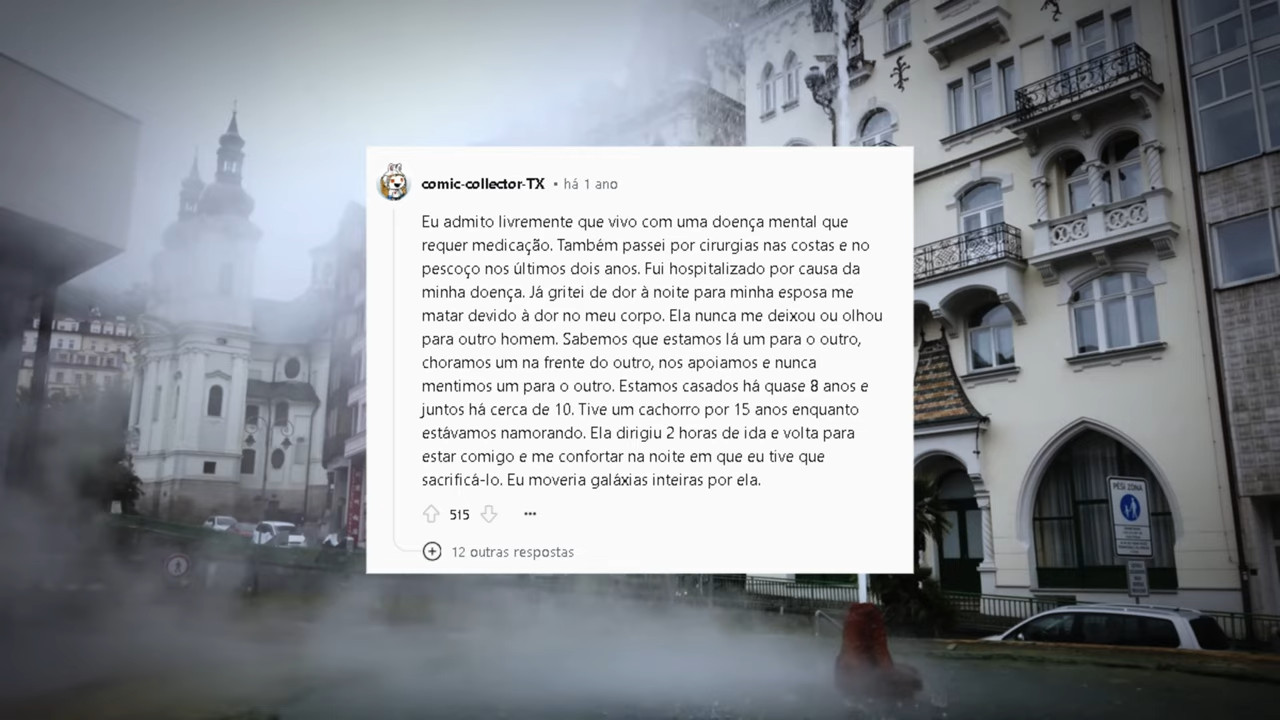 comic-collector-TX • há 1 ano
Eu admito livremente que vivo com uma doença mental que
requer medicação. Também passei por cirurgias nas costas e no
pescoço nos últimos dois anos. Fui hospitalizado por causa da
minha doença. Já gritei de dor à noite para minha esposa me
matar devido à dor no meu corpo. Ela nunca me deixou ou olhou
para outro homem. Sabemos que estamos lá um para o outro,
choramos um na frente do outro, nos apoiamos e nunca
mentimos um para o outro. Estamos casados há quase 8 anos e
juntos há cerca de 10. Tive um cachorro por 15 anos enquanto
estávamos namorando. Ela dirigiu 2 horas de ida e volta para
estar comigo e me confortar na noite em que eu tive que
sacrificá-lo. Eu moveria galáxias inteiras por ela.
515
12 outras respostas
PĚŠÍ ZÓNA